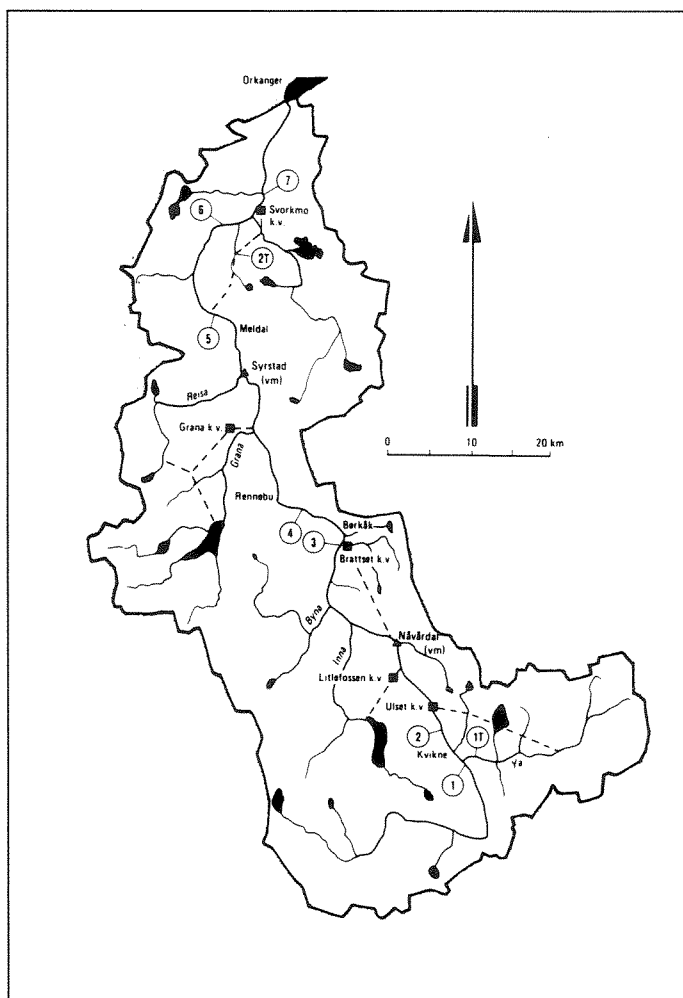 Orkanger
7
6
Svorkmo
k.v.
2T
5
Meldal
Syrstad
(vm)
Reisa
Grana k.v.
Grana
0 10 20 km
Rennebu
4
3
Berkåk
Brattset k.v
Byna
Inna
Nåvårdal
(vm)
Litlefossen k.v
Ulset k.v
2
1T
Kvikne
Ya
1